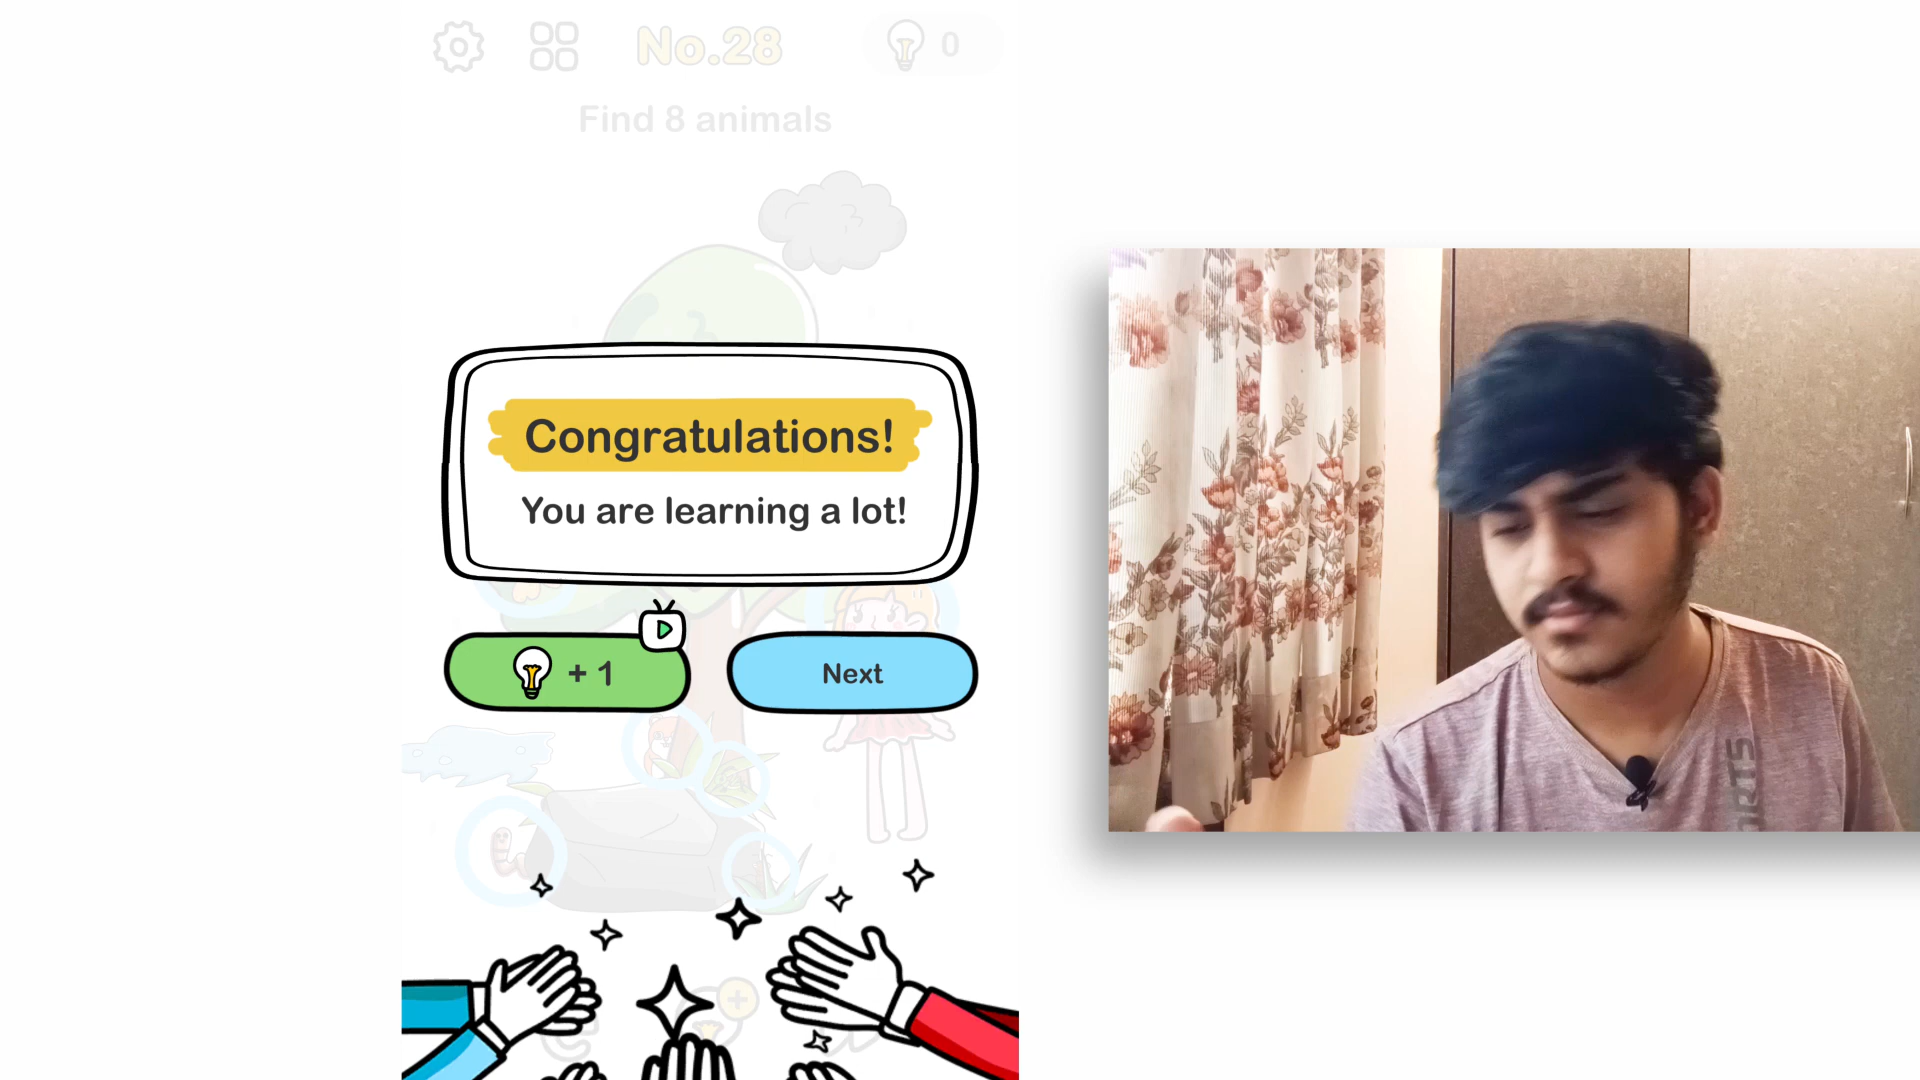 No.28
0
Find 8 animals
Congratulations!
You are learning a lot!
+ 1
Next